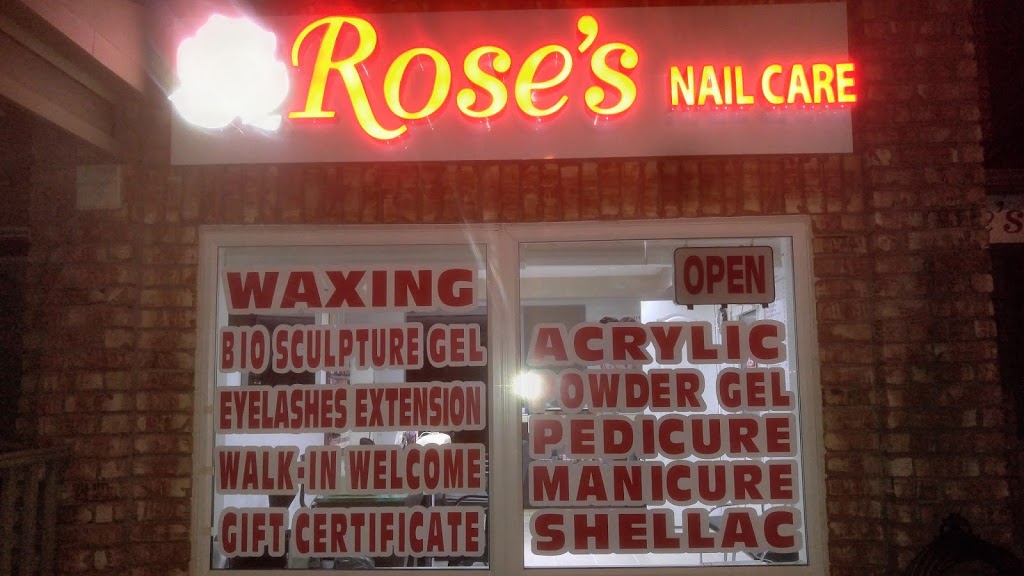 Rose's NAIL CARE
WAXING
BIO SCULPTURE GEL
EYELASHES EXTENSION
WALK-IN WELCOME
GIFT CERTIFICATE
OPEN
ACRYLIC
POWDER GEL
PEDICURE
MANICURE
SHELLAC